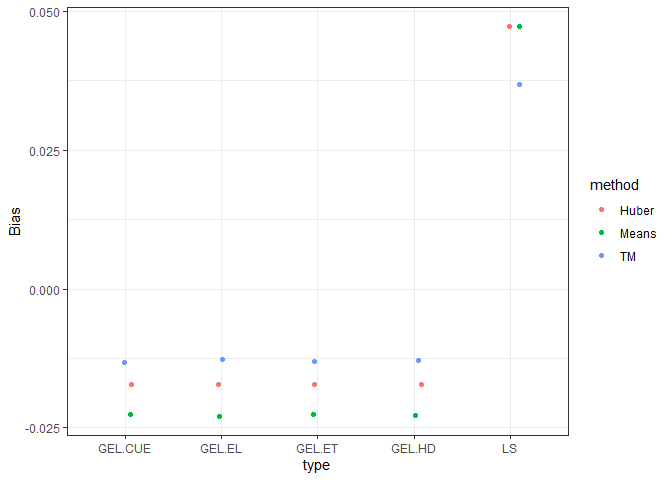 0.050
0.025
0.000
-0.025
Bias
GEL.CUE GEL.EL GEL.ET GEL.HD LS
type
method
Huber
Means
TM